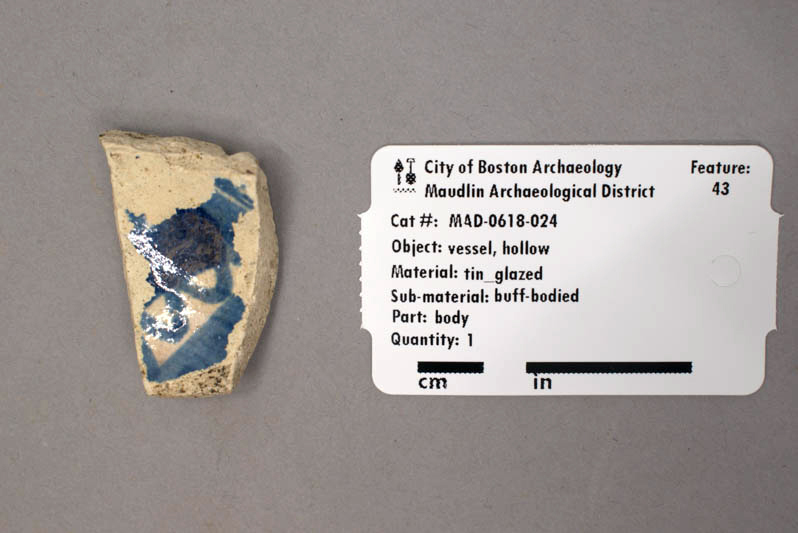 City of Boston Archaeology
Maudlin Archaeological District
Feature:
43
Cat #: MAD-0618-024
Object: vessel, hollow
Material: tin_glazed
Sub-material: buff-bodied
Part: body
Quantity: 1
cm in